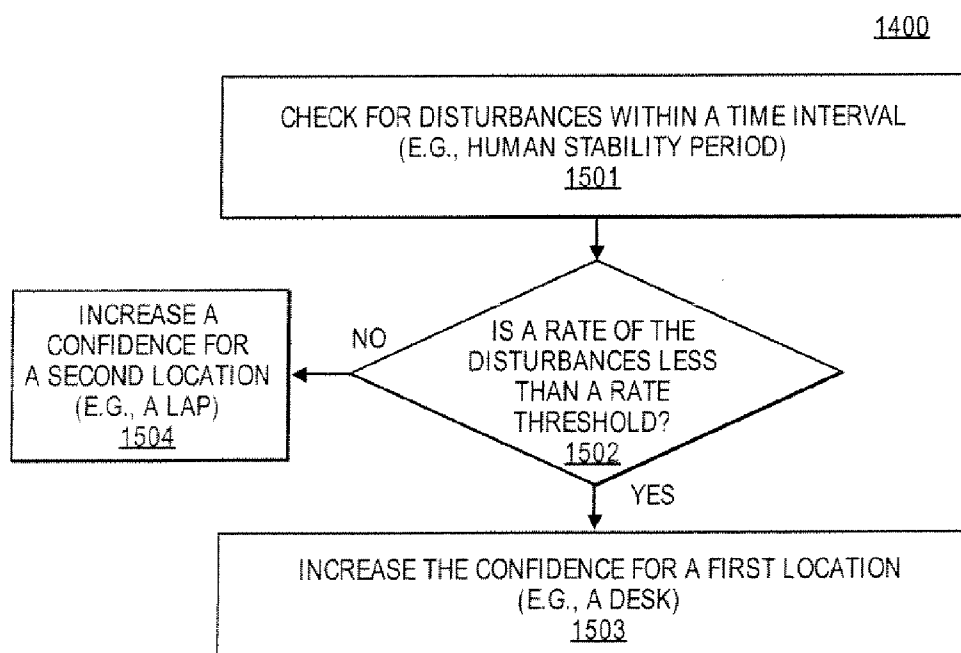 1400
CHECK FOR DISTURBANCES WITHIN A TIME INTERVAL
(E.G., HUMAN STABILITY PERIOD)
1501
INCREASE A
CONFIDENCE FOR
A SECOND LOCATION
(E.G., A LAP)
1504
NO
IS A RATE OF THE
DISTURBANCES LESS
THAN A RATE
THRESHOLD?
1502
YES
INCREASE THE CONFIDENCE FOR A FIRST LOCATION
(E.G., A DESK)
1503